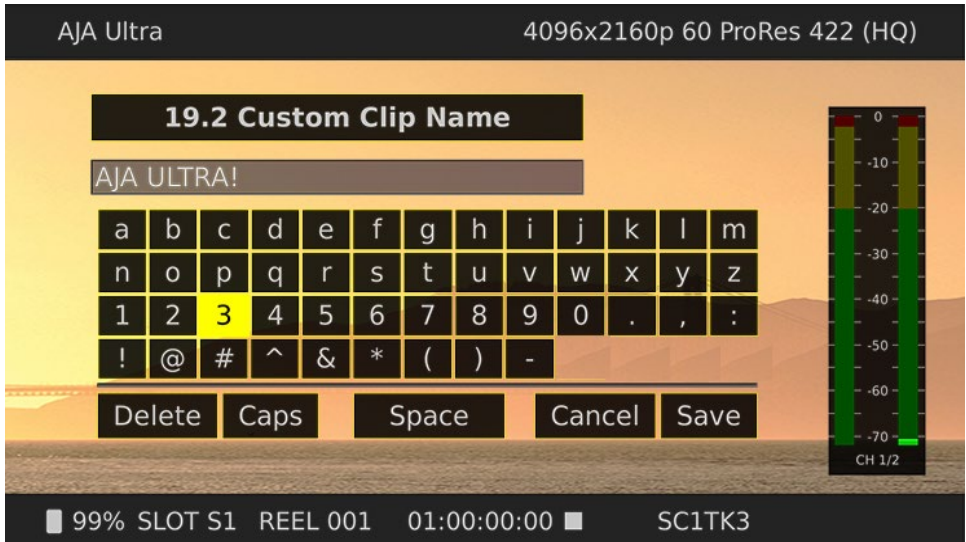 AJA Ultra 4096x2160p 60 ProRes 422 (HQ)
19.2 Custom Clip Name
AJA ULTRA!
a b c d e f g h i j k l m
n o p q r s t u v w x y z
1 2 3 4 5 6 7 8 9 0 . , :
! @ # ^ & * ( ) -
Delete Caps Space Cancel Save
0
-10
-20
-30
-40
-50
-60
-70
CH 1/2
99% SLOT S1 REEL 001 01:00:00:00 SC1TK3